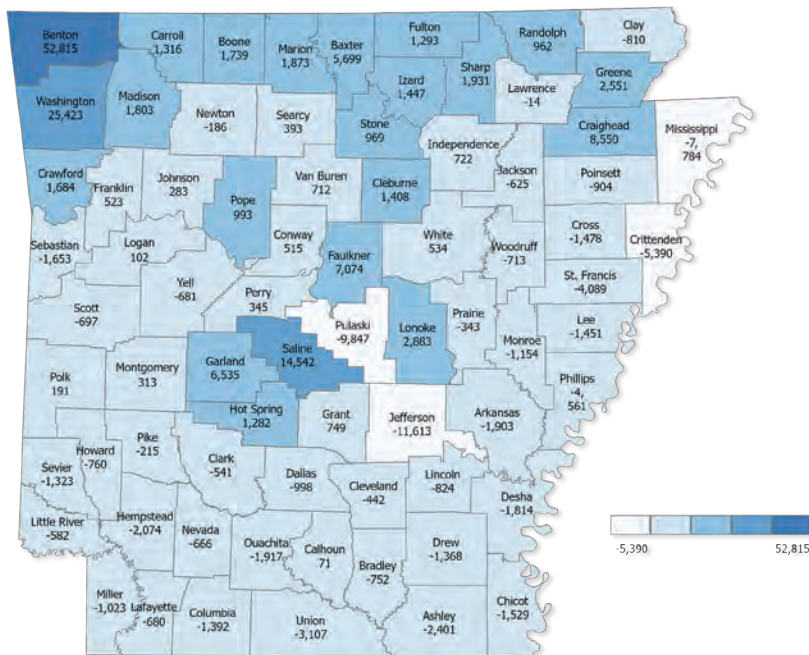 Benton
52,815
Carroll
1,316
Boone
1,739
Marion
1,873
Baxter
5,699
Fulton
1,293
Randolph
962
Clay
-810
Izard
1,447
Sharp
1,931
Greene
2,551
Lawrence
-14
Washington
25,423
Madison
1,803
Newton
-186
Searcy
393
Stone
969
Independence
722
Craighead
8,550
Mississippi
-7,
784
Crawford
1,684
Franklin
523
Johnson
283
Pope
993
Van Buren
712
Cleburne
1,408
Jackson
-625
Poinsett
-904
Sebastian
-1,653
Logan
102
Conway
515
Faulkner
7,074
White
534
Woodruff
-713
Cross
-1,478
Crittenden
-5,390
St. Francis
-4,089
Scott
-697
Yell
-681
Perry
345
Pulaski
-9,847
Lonoke
2,883
Prairie
-343
Monroe
-1,154
Lee
-1,451
Polk
191
Montgomery
313
Garland
6,535
Saline
14,542
Phillips
-4,
561
Hot Spring
1,282
Grant
749
Jefferson
-11,613
Arkansas
-1,903
Sevier
-1,323
Howard
-760
Pike
-215
Clark
-541
Dallas
-998
Cleveland
-442
Lincoln
-824
Desha
-1,814
Little River
-582
Hempstead
-2,074
Nevada
-666
Ouachita
-1,917
Calhoun
71
Bradley
-752
Drew
-1,368
Miller
-1,023
Lafayette
-680
Columbia
-1,392
Union
-3,107
Ashley
-2,401
Chicot
-1,529
-5,390
52,815